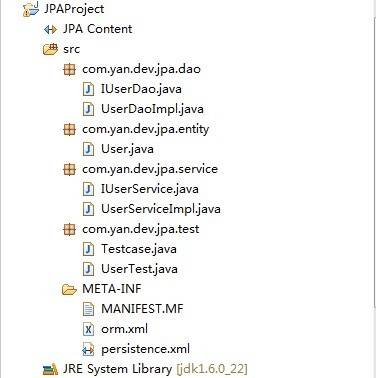 JPAProject
JPA Content
src
com.yan.dev.jpa.dao
IUserDao.java
UserDaoImpl.java
com.yan.dev.jpa.entity
User.java
com.yan.dev.jpa.service
IUserService.java
UserServiceImpl.java
com.yan.dev.jpa.test
Testcase.java
UserTest.java
META-INF
MANIFEST.MF
orm.xml
persistence.xml
JRE System Library [jdk1.6.0_22]